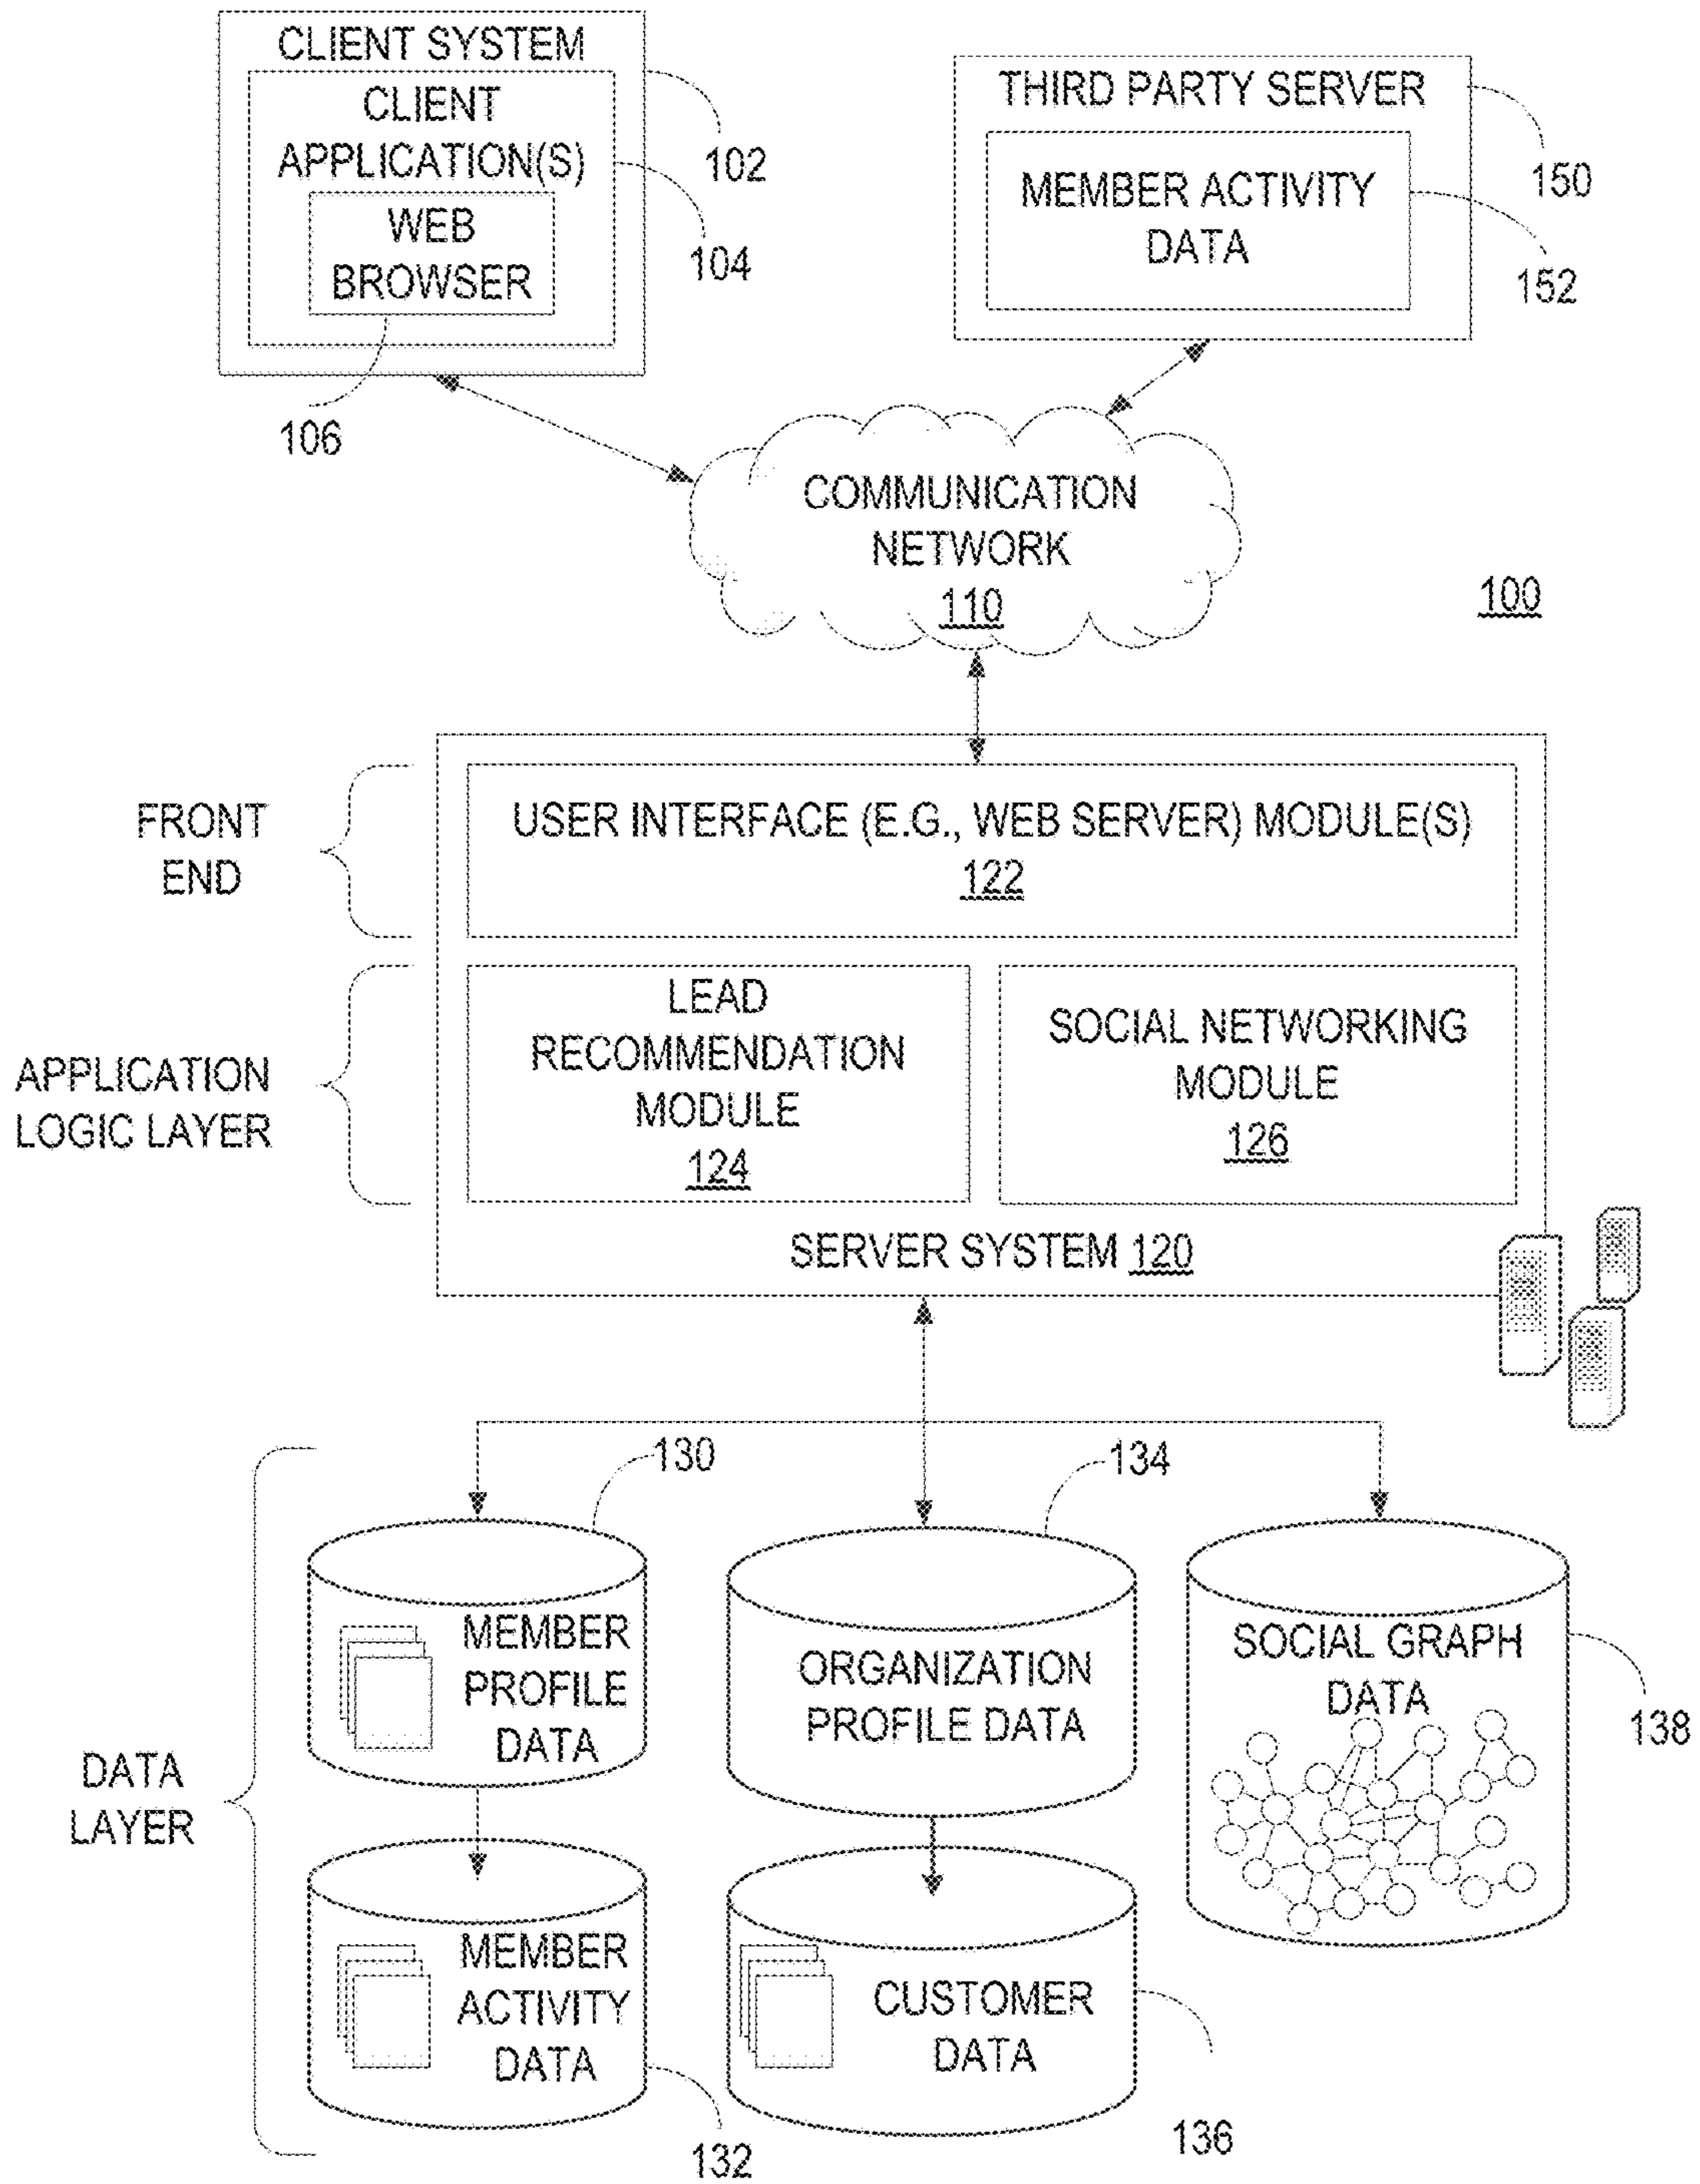 CLIENT SYSTEM
CLIENT
APPLICATION(S)
WEB
BROWSER
102
104
106
THIRD PARTY SERVER
MEMBER ACTIVITY
DATA
150
152
COMMUNICATION
NETWORK
110
100
FRONT
END
USER INTERFACE (E.G., WEB SERVER) MODULE(S)
122
APPLICATION
LOGIC LAYER
LEAD
RECOMMENDATION
MODULE
124
SOCIAL NETWORKING
MODULE
126
SERVER SYSTEM 120
130
134
DATA
LAYER
MEMBER
PROFILE
DATA
ORGANIZATION
PROFILE DATA
SOCIAL GRAPH
DATA
138
MEMBER
ACTIVITY
DATA
132
CUSTOMER
DATA
136